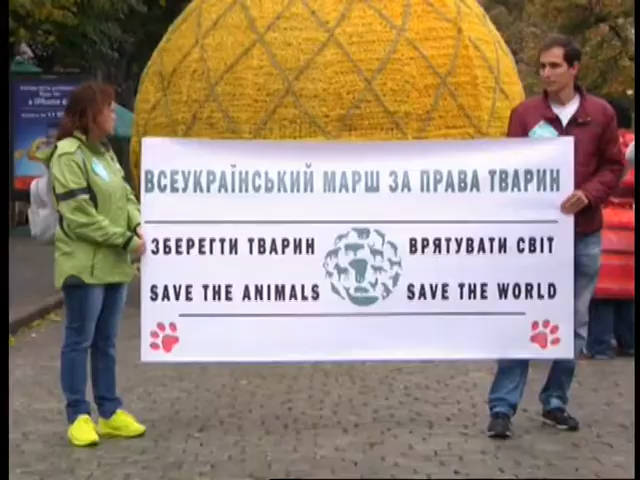 ВСЕУКРАЇНСЬКИЙ МАРШ ЗА ПРАВА ТВАРИН
ЗБЕРЕГТИ ТВАРИН ВРЯТУВАТИ СВІТ
SAVE THE ANIMALS SAVE THE WORLD